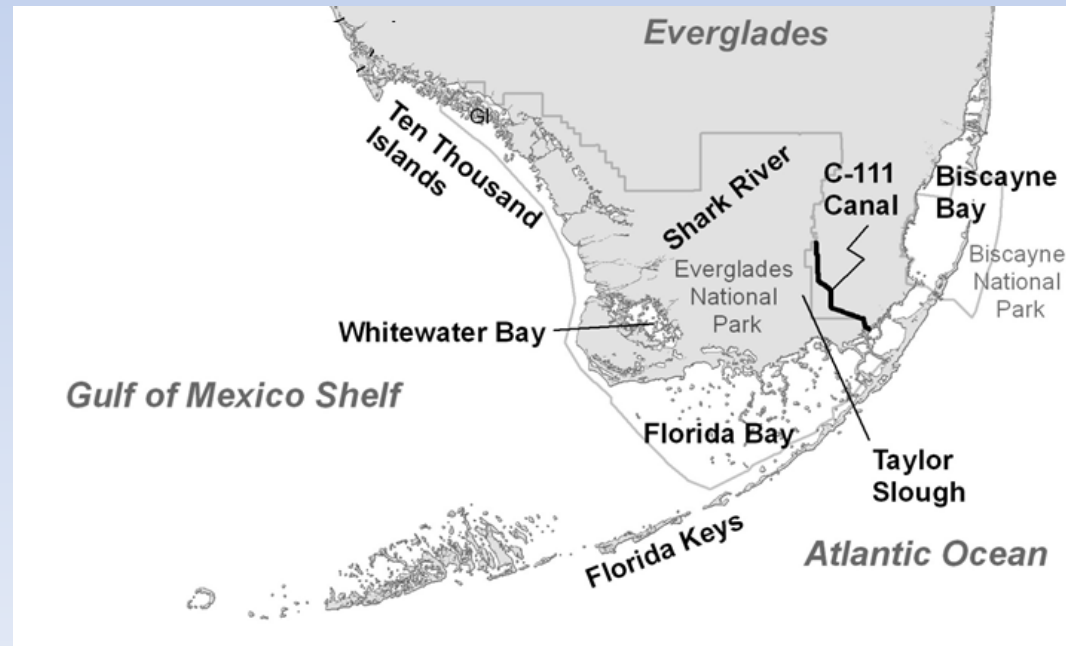 Everglades
GI
Ten Thousand
Islands
Shark River
C-111
Canal
Biscayne
Bay
Biscayne
National
Park
Everglades
National
Park
Whitewater Bay
Gulf of Mexico Shelf
Florida Bay
Taylor
Slough
Florida Keys
Atlantic Ocean